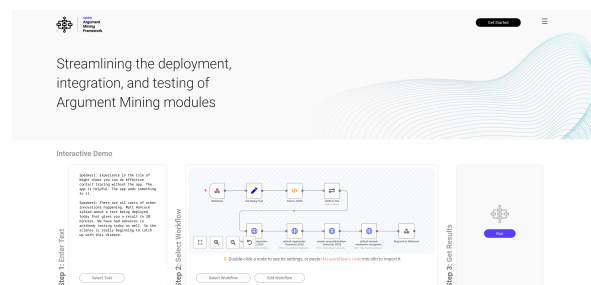 open
Argument
Mining
Framework
Get Started
Streamlining the deployment,
integration, and testing of
Argument Mining modules
Interactive Demo
Step 1: Enter Text
Speaker1: Experience in the Isle of
Wight shows you can do effective
contact tracing without the app. The
app is helpful. The app adds something
to it.
Speaker2: There are all sorts of other
innovations happening. Matt Hancock
talked about a test being deployed
today that gives you a result in 20
minutes. We have had advances in
antibody testing today as well. So the
science is really beginning to catch
up with this disease.
Select Text
Step 2: Select Workflow
Webhook
Respond to Webhook
Double-click a node to see its settings, or paste this workflow's code into n8n to import it
Select Workflow
Edit Workflow
Step 3: Get Results
Run